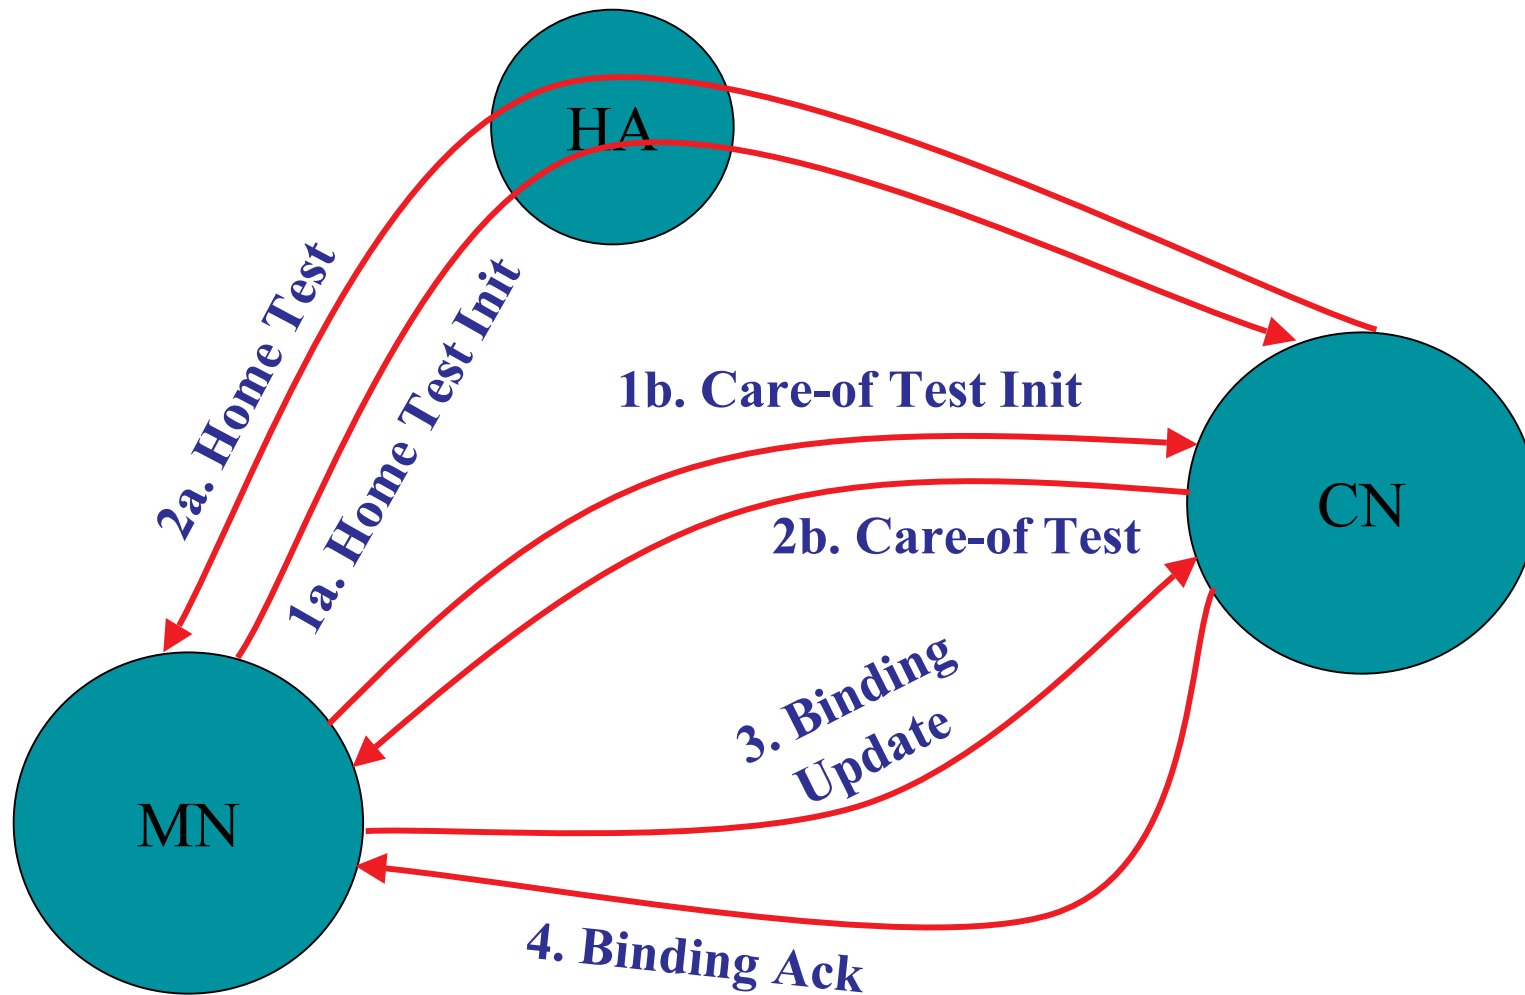 HA
2a. Home Test
1a. Home Test Init
1b. Care-of Test Init
CN
2b. Care-of Test
3. Binding
Update
MN
4. Binding Ack